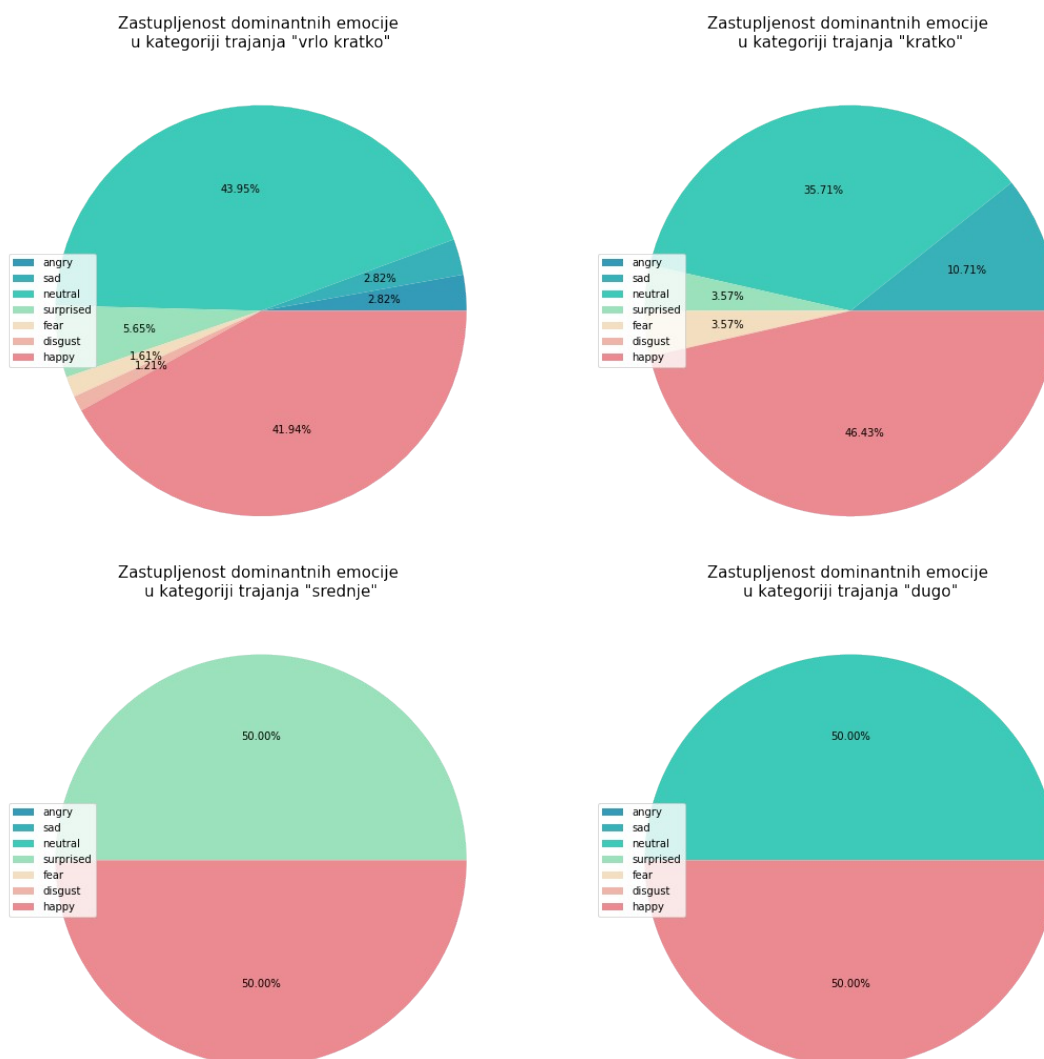 Zastupljenost dominantnih emocije
u kategoriji trajanja "vrlo kratko"
43.95%
2.82%
2.82%
5.65%
1.61%
1.21%
41.94%
angry
sad
neutral
surprised
fear
disgust
happy
Zastupljenost dominantnih emocije
u kategoriji trajanja "kratko"
35.71%
10.71%
3.57%
3.57%
46.43%
angry
sad
neutral
surprised
fear
disgust
happy
Zastupljenost dominantnih emocije
u kategoriji trajanja "srednje"
50.00%
50.00%
angry
sad
neutral
surprised
fear
disgust
happy
Zastupljenost dominantnih emocije
u kategoriji trajanja "dugo"
50.00%
50.00%
angry
sad
neutral
surprised
fear
disgust
happy